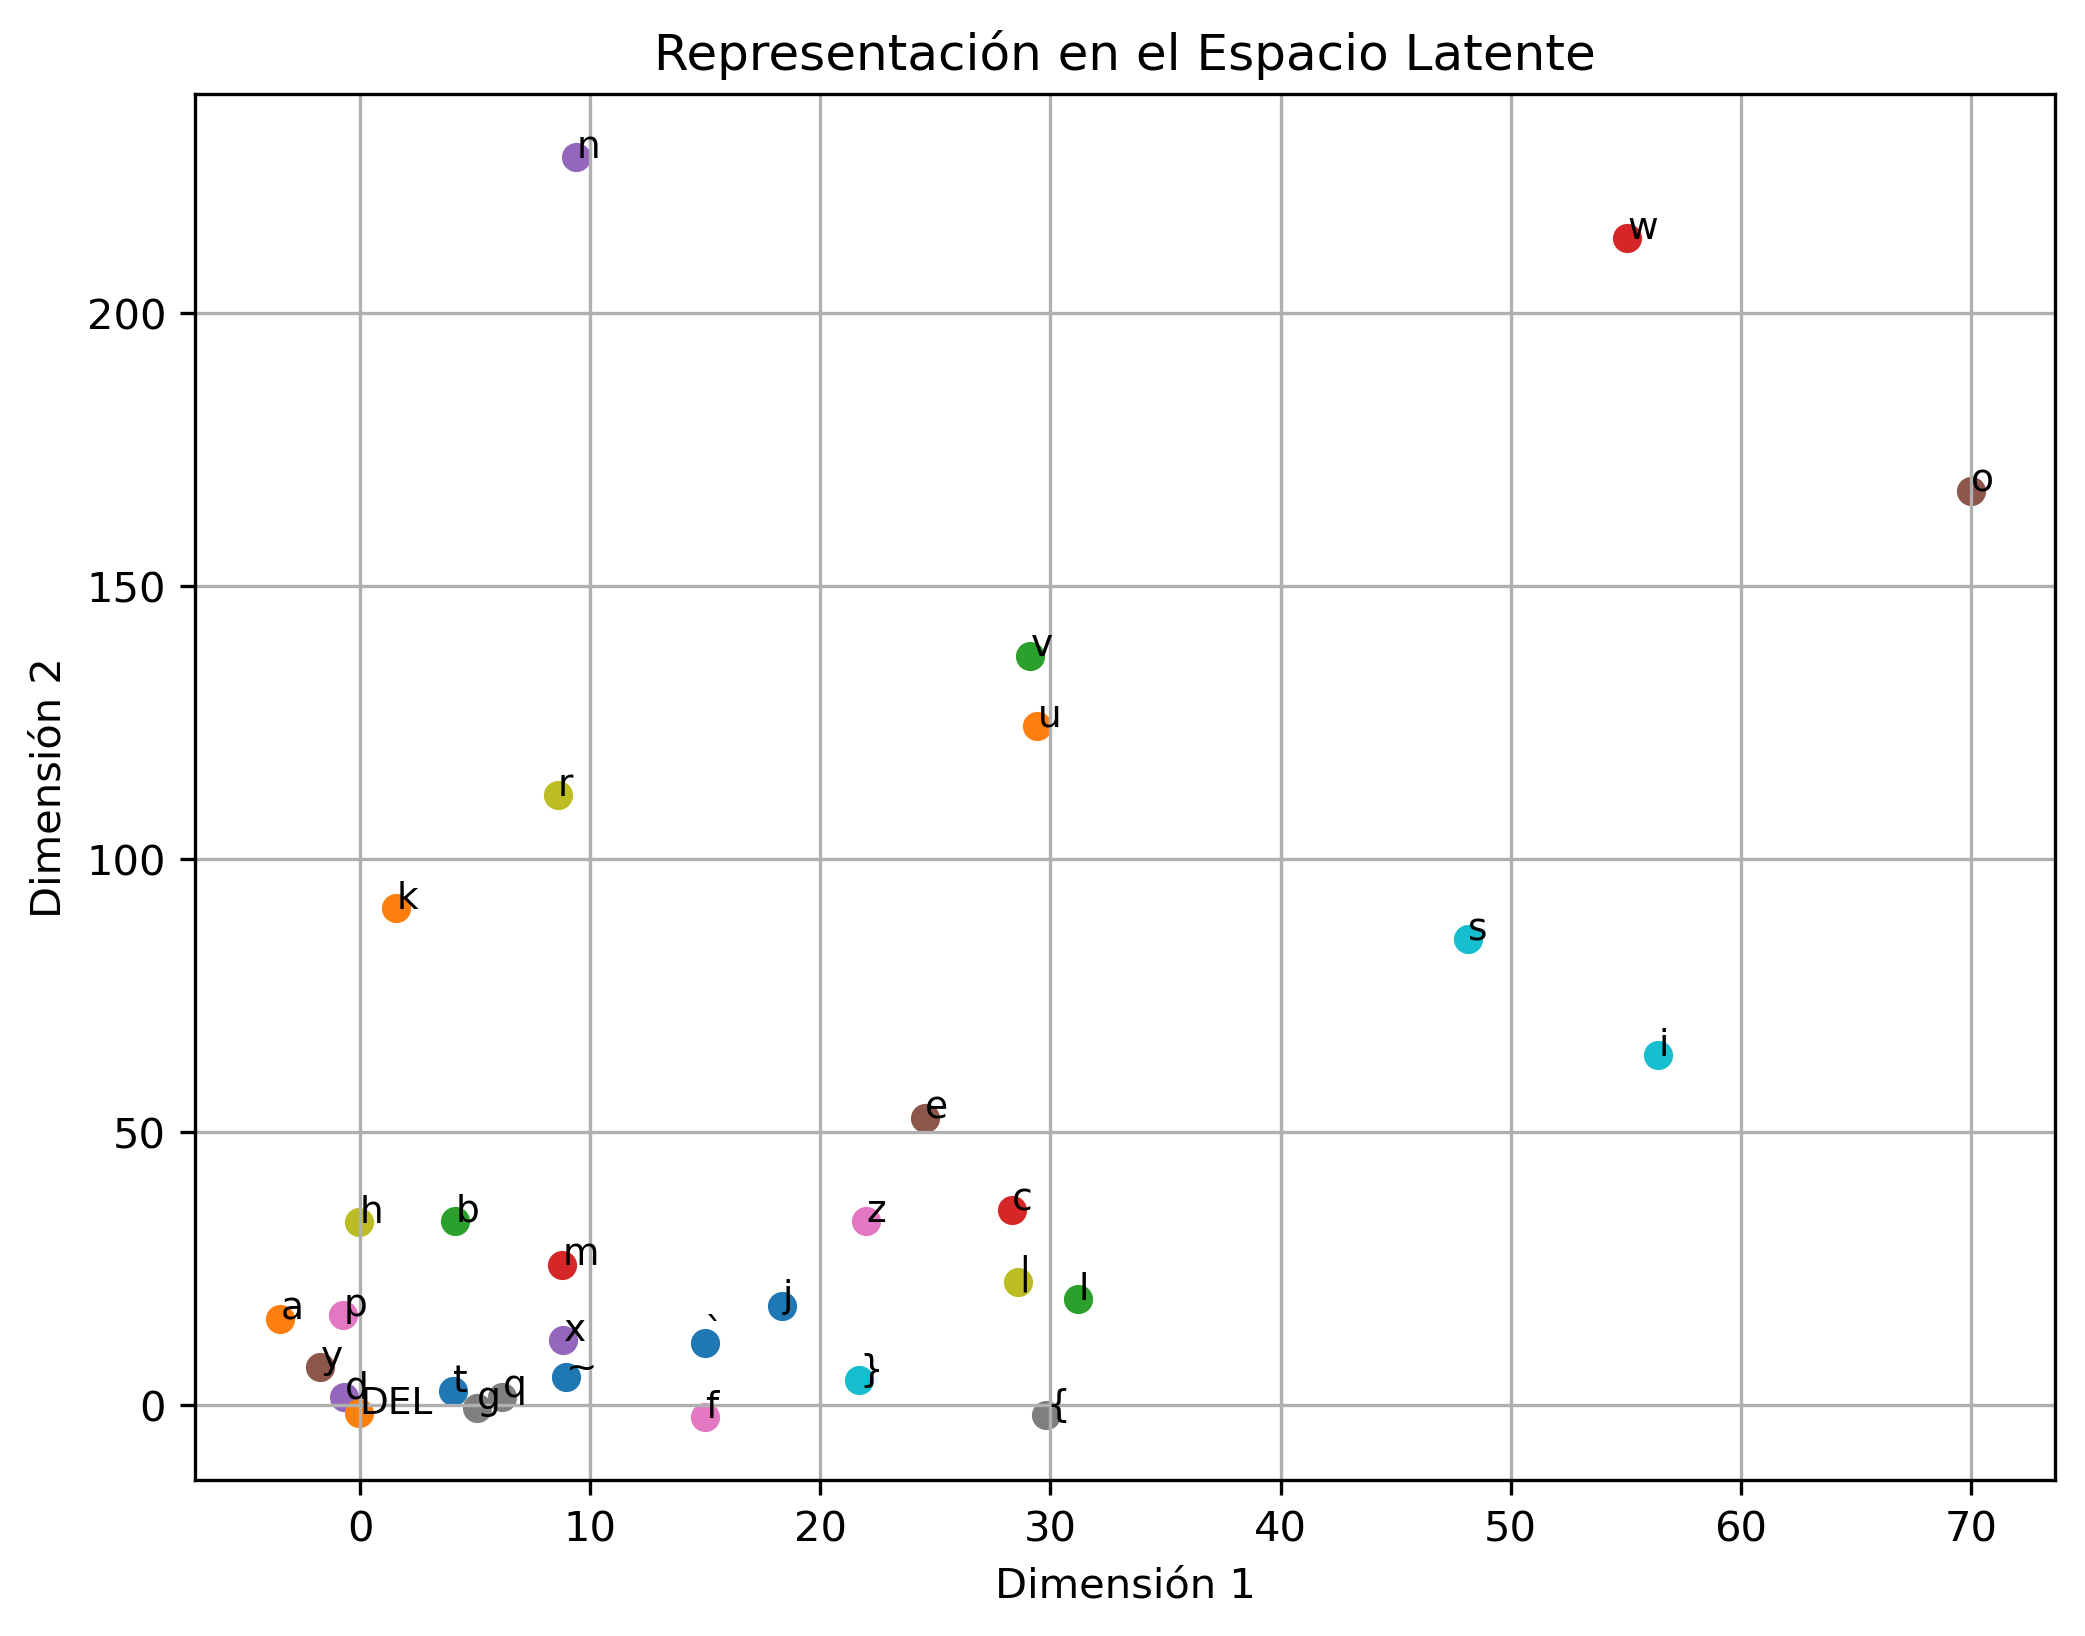 Representación en el Espacio Latente
n
w
200
o
150
v
u
r
100
k
s
Dimensión 2
i
e
50
c
h
b
z
m
|
l
j
a
p
x
`
y
~
}
t
d
q
DEL
g
f
{
0
0 10 20 30 40 50 60 70
Dimensión 1